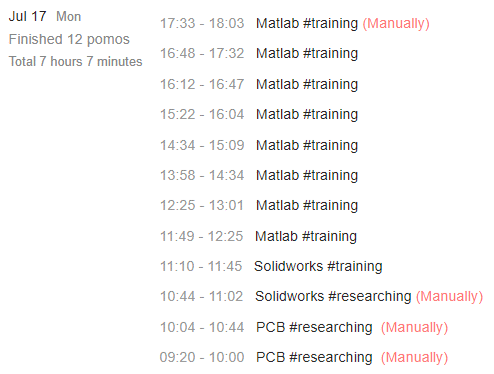 Jul 17 Mon
Finished 12 pomos
Total 7 hours 7 minutes
17:33 - 18:03 Matlab #training (Manually)
16:48 - 17:32 Matlab #training
16:12 - 16:47 Matlab #training
15:22 - 16:04 Matlab #training
14:34 - 15:09 Matlab #training
13:58 - 14:34 Matlab #training
12:25 - 13:01 Matlab #training
11:49 - 12:25 Matlab #training
11:10 - 11:45 Solidworks #training
10:44 - 11:02 Solidworks #researching (Manually)
10:04 - 10:44 PCB #researching (Manually)
09:20 - 10:00 PCB #researching (Manually)